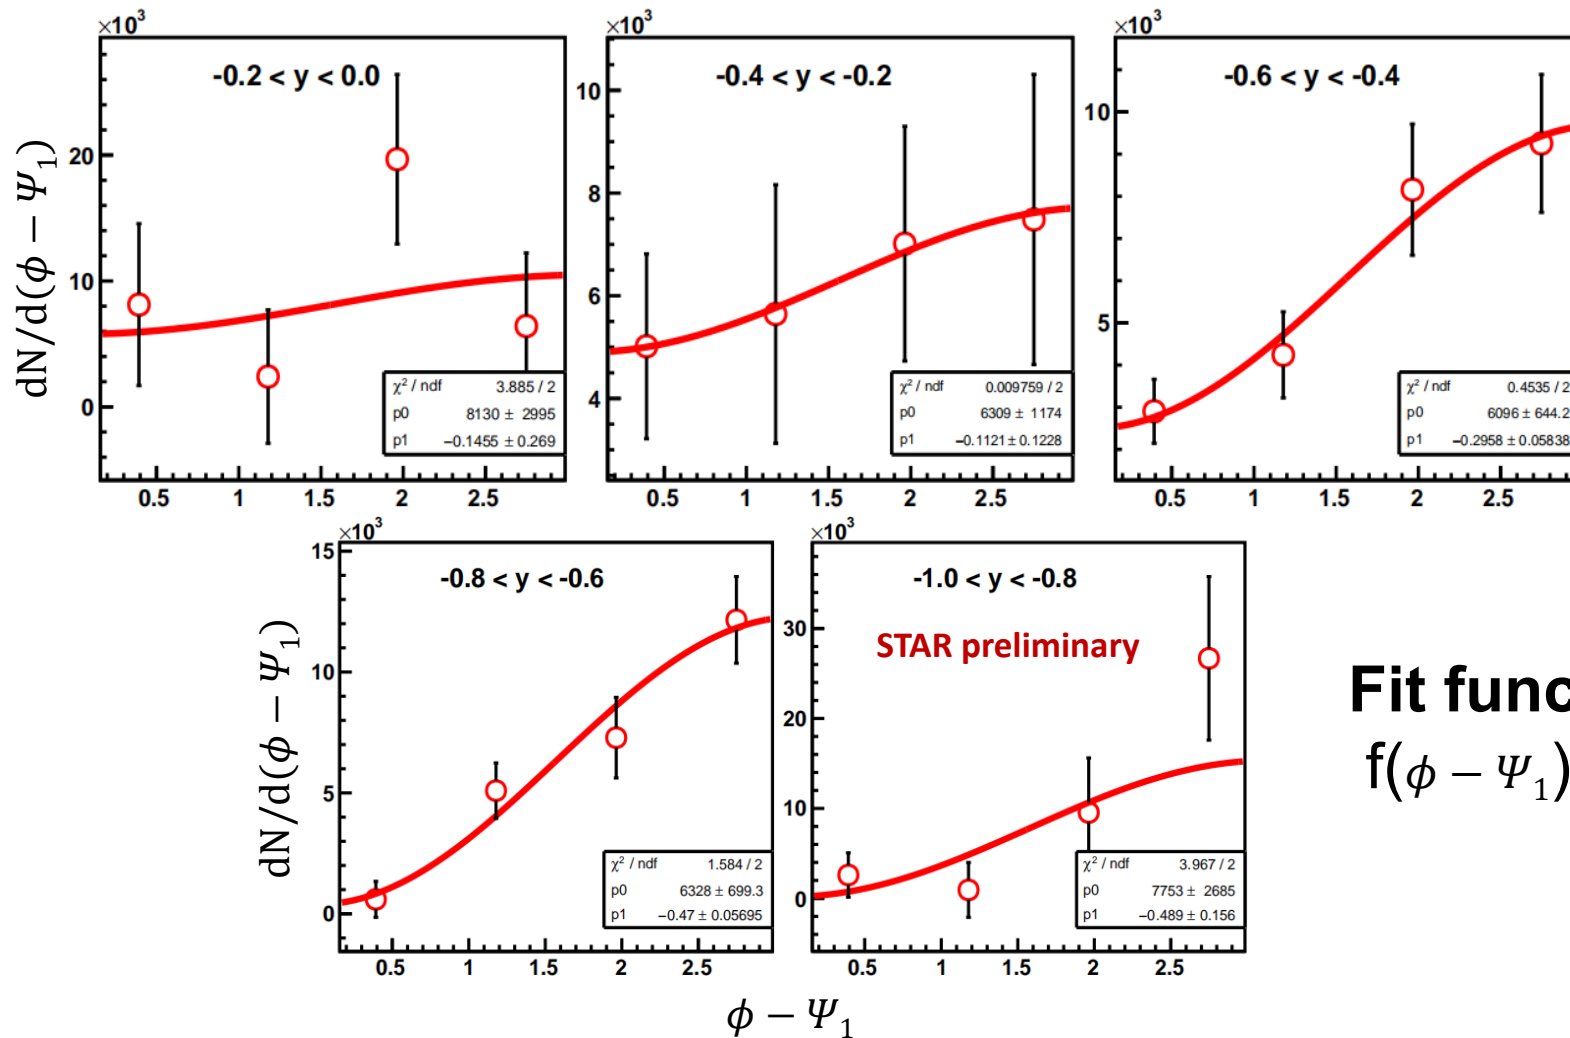 ×10³ ×10³ ×10³
-0.2 < y < 0.0 -0.4 < y < -0.2 -0.6 < y < -0.4
dN/d(ϕ − Ψ₁)
20
10
0
χ² / ndf 3.885 / 2
p0 8130 ± 2995
p1 −0.1455 ± 0.269
0.5 1 1.5 2 2.5
10
8
6
4
χ² / ndf 0.009759 / 2
p0 6309 ± 1174
p1 −0.1121 ± 0.1228
0.5 1 1.5 2 2.5
10
5
χ² / ndf 0.4535 / 2
p0 6096 ± 644.2
p1 −0.2958 ± 0.05838
0.5 1 1.5 2 2.5
×10³
-0.8 < y < -0.6
dN/d(ϕ − Ψ₁)
15
10
5
0
χ² / ndf 1.584 / 2
p0 6328 ± 699.3
p1 −0.47 ± 0.05695
0.5 1 1.5 2 2.5
×10³
-1.0 < y < -0.8
STAR preliminary
30
20
10
0
χ² / ndf 3.967 / 2
p0 7753 ± 2685
p1 −0.489 ± 0.156
0.5 1 1.5 2 2.5
ϕ − Ψ₁
Fit func
f(ϕ − Ψ₁)